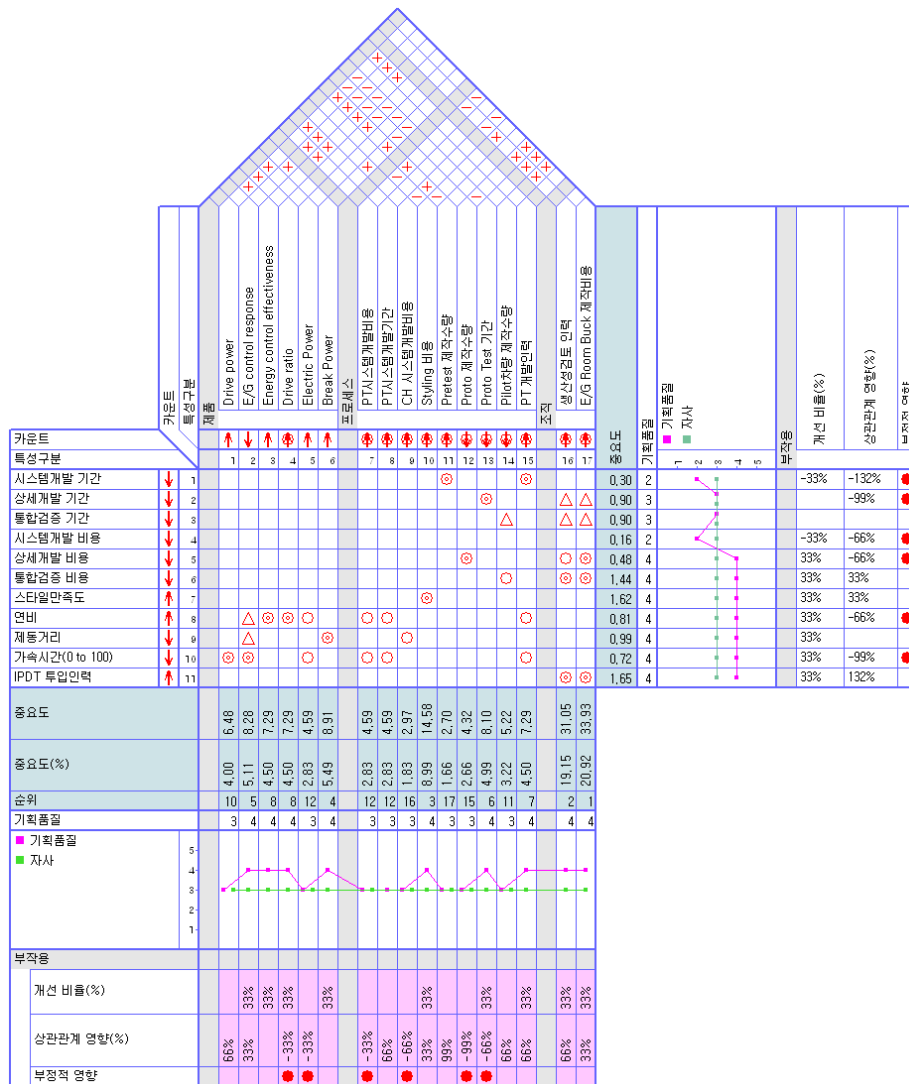 카운트
특성구분
제품
Drive power
E/G control response
Energy control effectiveness
Drive ratio
Electric Power
Break Power
프로세스
PT시스템개발비용
PT시스템개발기간
CH 시스템개발비용
Styling 비용
Pretest 제작수량
Proto 제작수량
Proto Test 기간
Pilot차량 제작수량
PT 개발인력
조직
생산성검토 인력
E/G Room Buck 제작비용
중요도
기획품질
기획품질
자사
1 2 3 4 5
부작용
개선 비율(%)
상관관계 영향(%)
부정적 영향
카운트
특성구분 1 2 3 4 5 6 7 8 9 10 11 12 13 14 15 16 17
시스템개발 기간 1 0,30 2 -33% -132%
상세개발 기간 2 0,90 3 -99%
통합검증 기간 3 0,90 3
시스템개발 비용 4 0,16 2 -33% -66%
상세개발 비용 5 0,48 4 33% -66%
통합검증 비용 6 1,44 4 33% 33%
스타일만족도 7 1,62 4 33% 33%
연비 8 0,81 4 33% -66%
제동거리 9 0,99 4 33%
가속시간(0 to 100) 10 0,72 4 33% -99%
IPDT 투입인력 11 1,65 4 33% 132%
중요도 6,48 8,28 7,29 7,29 4,59 8,91 4,59 4,59 2,97 14,58 2,70 4,32 8,10 5,22 7,29 31,05 33,93
중요도(%) 4,00 5,11 4,50 4,50 2,83 5,49 2,83 2,83 1,83 8,99 1,66 2,66 4,99 3,22 4,50 19,15 20,92
순위 10 5 8 8 12 4 12 12 16 3 17 15 6 11 7 2 1
기획품질 3 4 4 4 3 4 3 3 3 4 3 3 4 3 4 4 4
기획품질
자사
5
4
3
2
1
부작용
개선 비율(%) 33% 33% 33% 33% 33% 33% 33% 33% 33%
상관관계 영향(%) 66% 33% -33% -33% -33% 66% -66% 33% 99% -99% -66% 66% 66% 66% 33%
부정적 영향